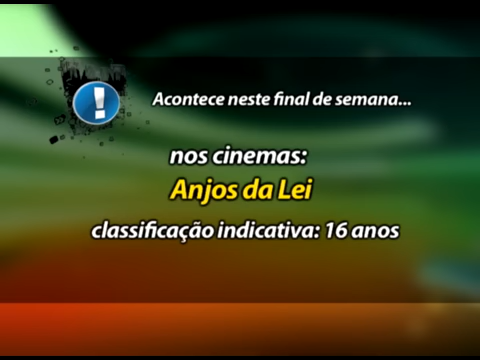 Acontece neste final de semana...
nos cinemas:
Anjos da Lei
classificação indicativa: 16 anos